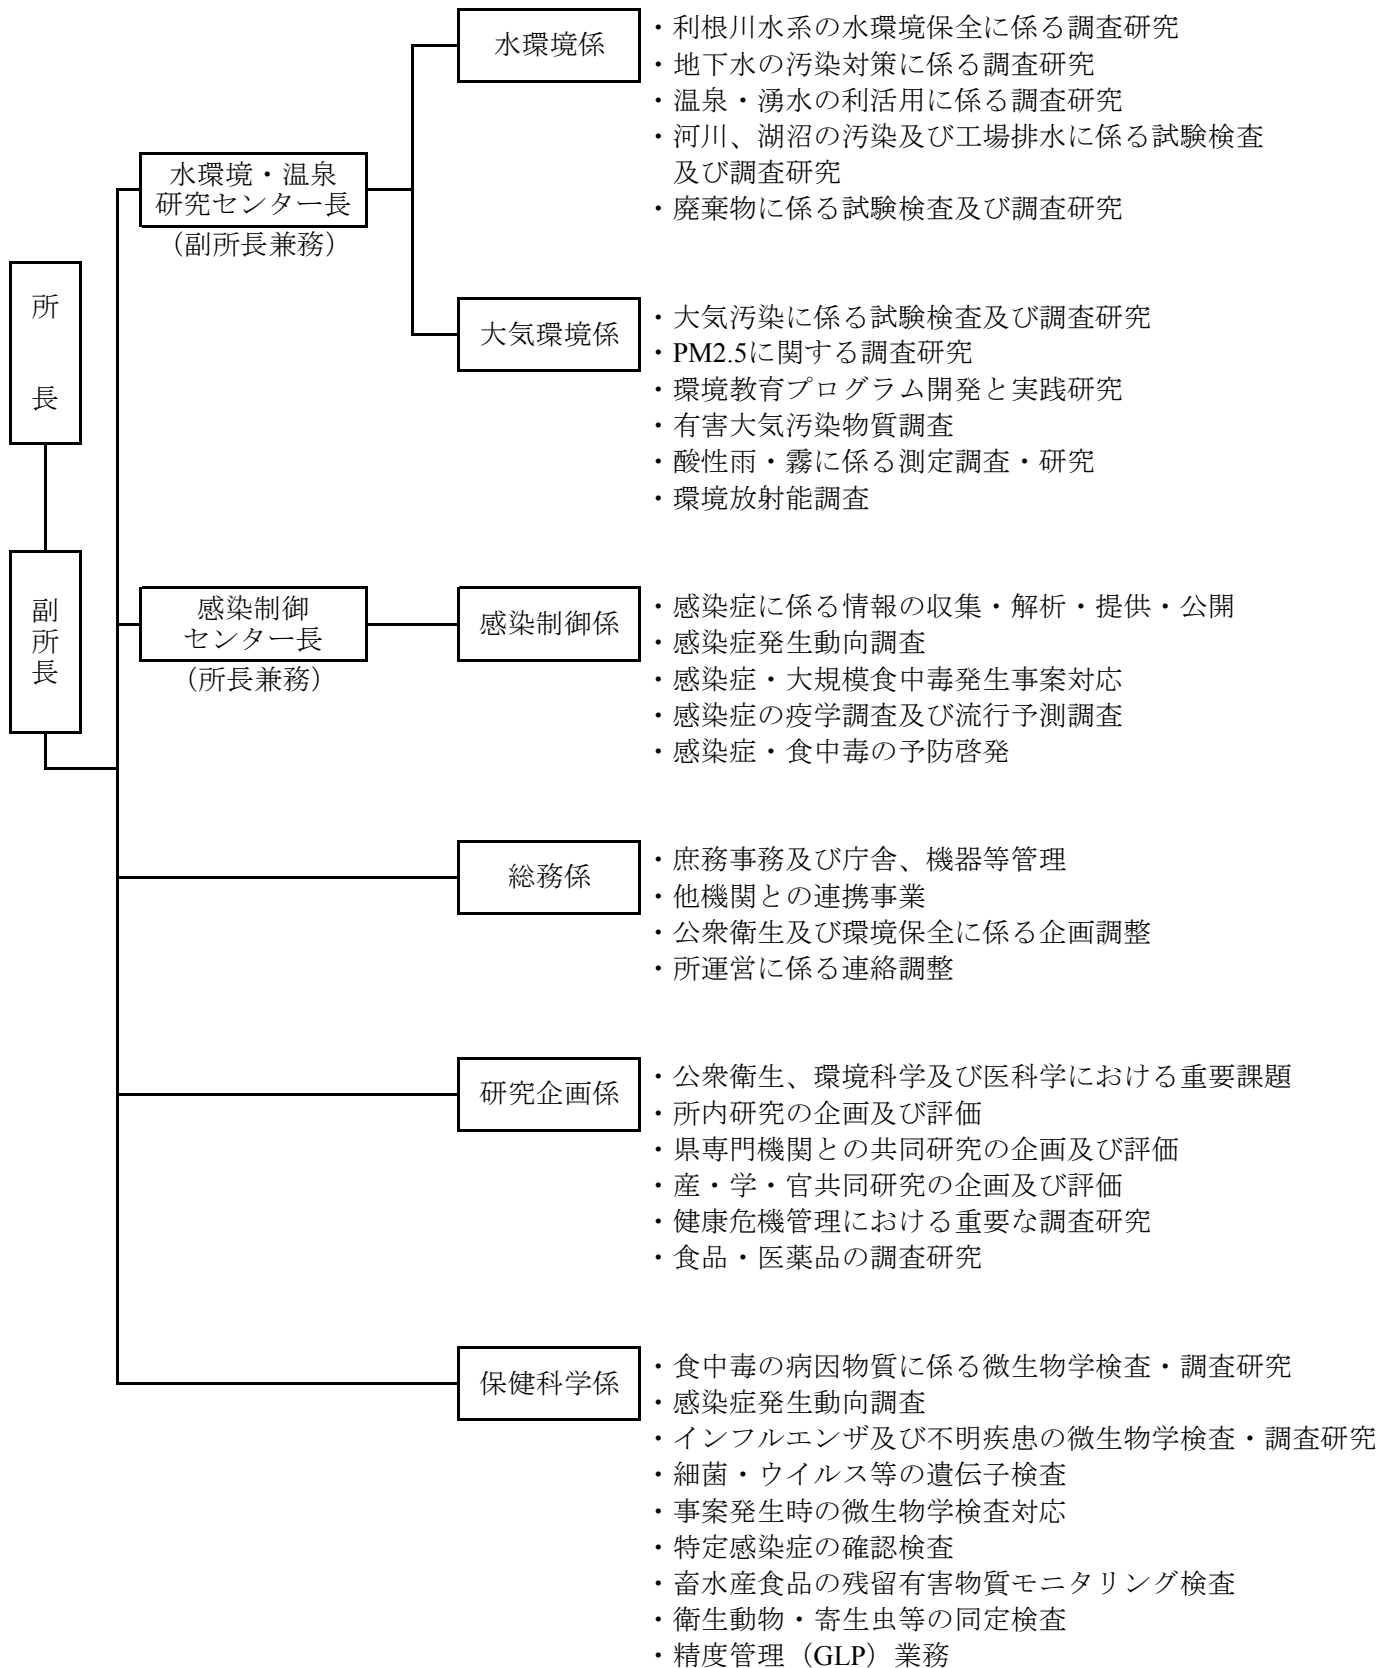 所長
副所長
水環境・温泉
研究センター長
（副所長兼務）
水環境係
・利根川水系の水環境保全に係る調査研究
・地下水の汚染対策に係る調査研究
・温泉・湧水の利活用に係る調査研究
・河川、湖沼の汚染及び工場排水に係る試験検査
及び調査研究
・廃棄物に係る試験検査及び調査研究
大気環境係
・大気汚染に係る試験検査及び調査研究
・PM2.5に関する調査研究
・環境教育プログラム開発と実践研究
・有害大気汚染物質調査
・酸性雨・霧に係る測定調査・研究
・環境放射能調査
感染制御
センター長
（所長兼務）
感染制御係
・感染症に係る情報の収集・解析・提供・公開
・感染症発生動向調査
・感染症・大規模食中毒発生事案対応
・感染症の疫学調査及び流行予測調査
・感染症・食中毒の予防啓発
総務係
・庶務事務及び庁舎、機器等管理
・他機関との連携事業
・公衆衛生及び環境保全に係る企画調整
・所運営に係る連絡調整
研究企画係
・公衆衛生、環境科学及び医科学における重要課題
・所内研究の企画及び評価
・県専門機関との共同研究の企画及び評価
・産・学・官共同研究の企画及び評価
・健康危機管理における重要な調査研究
・食品・医薬品の調査研究
保健科学係
・食中毒の病因物質に係る微生物学検査・調査研究
・感染症発生動向調査
・インフルエンザ及び不明疾患の微生物学検査・調査研究
・細菌・ウイルス等の遺伝子検査
・事案発生時の微生物学検査対応
・特定感染症の確認検査
・畜水産食品の残留有害物質モニタリング検査
・衛生動物・寄生虫等の同定検査
・精度管理（GLP）業務